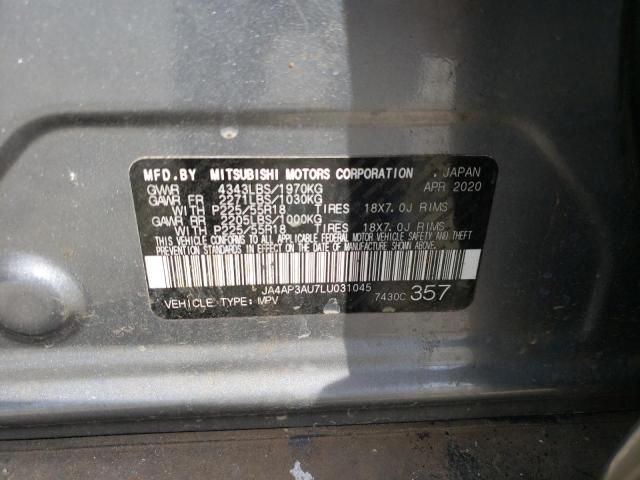 MFD.BY MITSUBISHI MOTORS CORPORATION . JAPAN
GVWR 4343LBS/1970KG APR 2020
GAWR FR 2271LBS/1030KG
WITH P225/55R18 TIRES 18X7.0J RIMS
GAWR RR 2205LBS/1000KG
WITH P225/55R18 TIRES 18X7.0J RIMS
THIS VEHICLE CONFORMS TO ALL APPLICABLE FEDERAL MOTOR VEHICLE SAFETY, BUMPER AND THEFT
PREVENTION STANDARDS IN EFFECT ON THE DATE OF MANUFACTURE SHOWN ABOVE.
JA4AP3AU7LU031045
VEHICLE TYPE: MPV 7430C 357